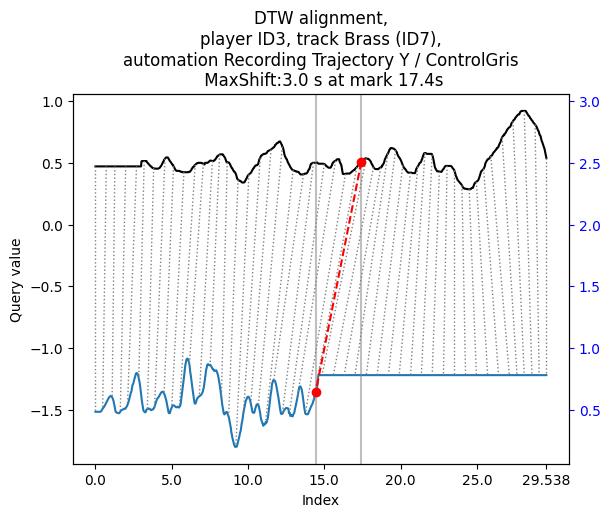 DTW alignment,
player ID3, track Brass (ID7),
automation Recording Trajectory Y / ControlGris
MaxShift:3.0 s at mark 17.4s
1.0
0.5
0.0
−0.5
−1.0
−1.5
Query value
3.0
2.5
2.0
1.5
1.0
0.5
0.0 5.0 10.0 15.0 20.0 25.0 29.538
Index